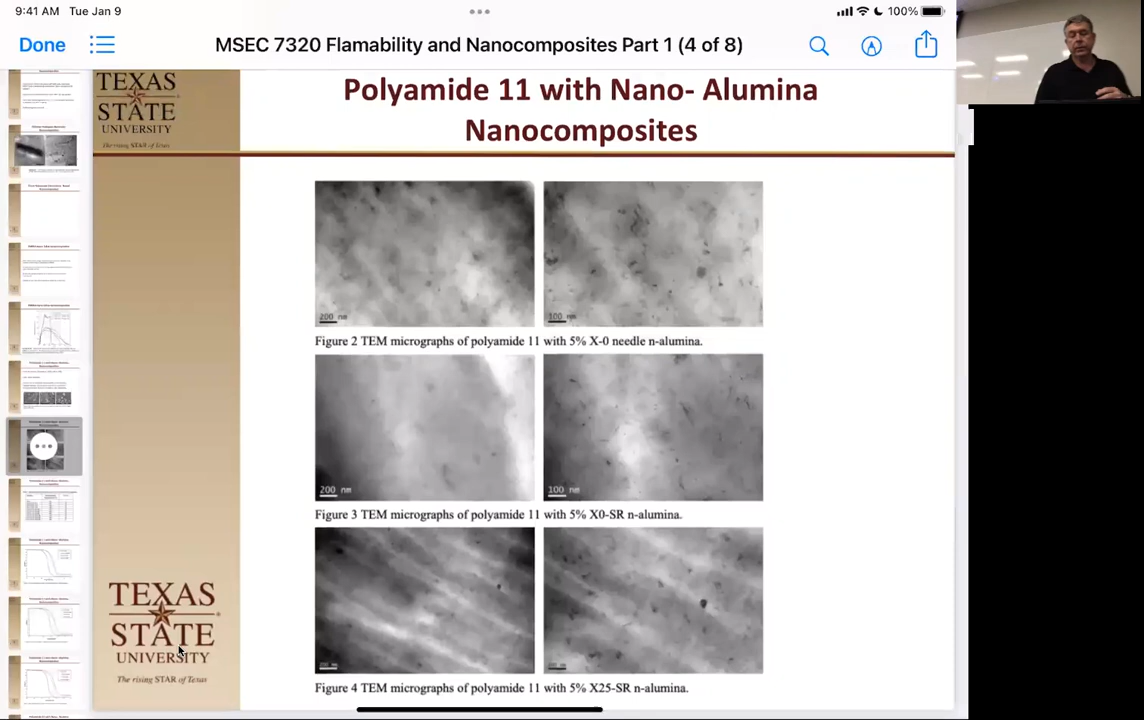 9:41 AM Tue Jan 9
100%
Done
MSEC 7320 Flamability and Nanocomposites Part 1 (4 of 8)
TEXAS
STATE
UNIVERSITY
The rising STAR of Texas
Polyamide 11 with Nano- Alumina
Nanocomposites
200 nm
100 nm
Figure 2 TEM micrographs of polyamide 11 with 5% X-0 needle n-alumina.
200 nm
100 nm
Figure 3 TEM micrographs of polyamide 11 with 5% X0-SR n-alumina.
Figure 4 TEM micrographs of polyamide 11 with 5% X25-SR n-alumina.
TEXAS
STATE
UNIVERSITY
The rising STAR of Texas